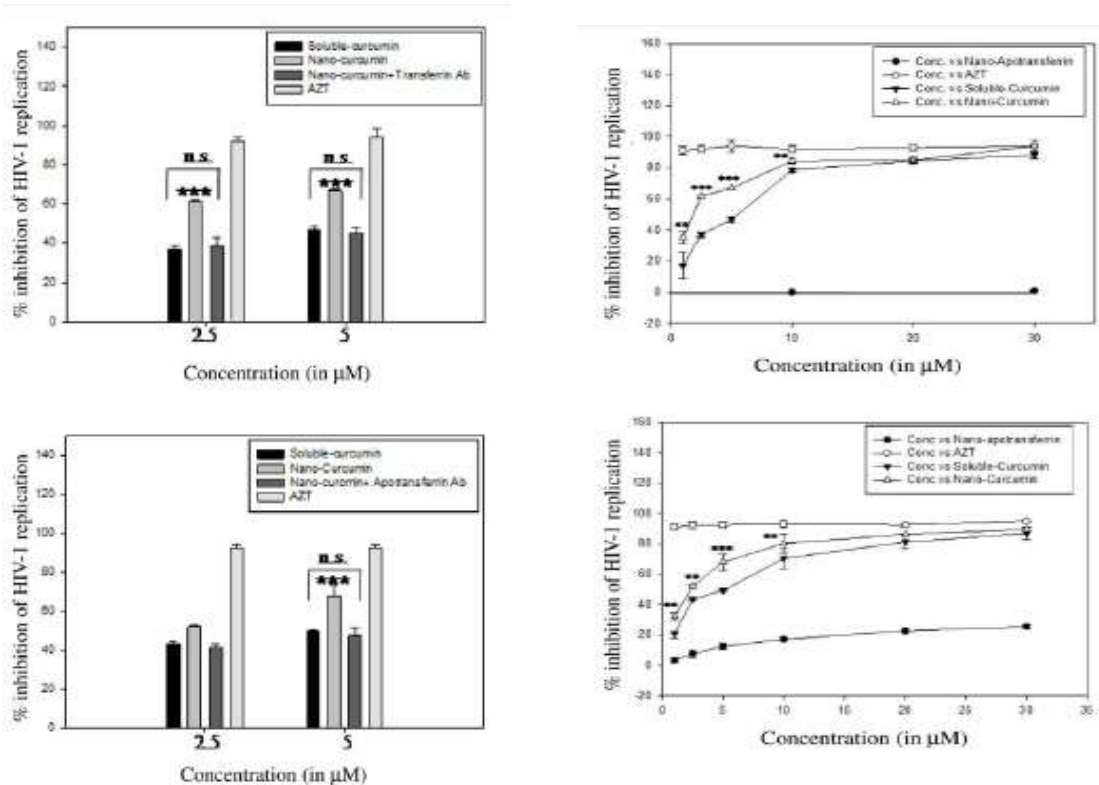 % inhibition of HIV-1 replication
140
120
100
80
60
40
20
0
Soluble-curcumin
Nano-curcumin
Nano-curcumin+Transferrin Ab
AZT
n.s.
★★★
n.s.
★★★
2.5
5
Concentration (in µM)
% inhibition of HIV-1 replication
160
140
120
100
80
60
40
20
0
-20
Conc. vs Nano-Apotransferrin
Conc. vs AZT
Conc. vs Soluble-Curcumin
Conc. vs Nano-Curcumin
**
***
***
**
0
10
20
30
Concentration (in µM)
% inhibition of HIV-1 replication
140
120
100
80
60
40
20
0
Soluble-curcumin
Nano-Curcumin
Nano-curcmin+ Apotransferrin Ab
AZT
n.s.
★★★
2.5
5
Concentration (in µM)
% inhibition of HIV-1 replication
160
140
120
100
80
60
40
20
0
-20
Conc vs Nano-apotransferrin
Conc vs AZT
Conc vs Soluble-Curcumin
Conc vs Nano-Curcumin
**
**
***
**
0
5
10
15
20
25
30
35
Concentration (in µM)